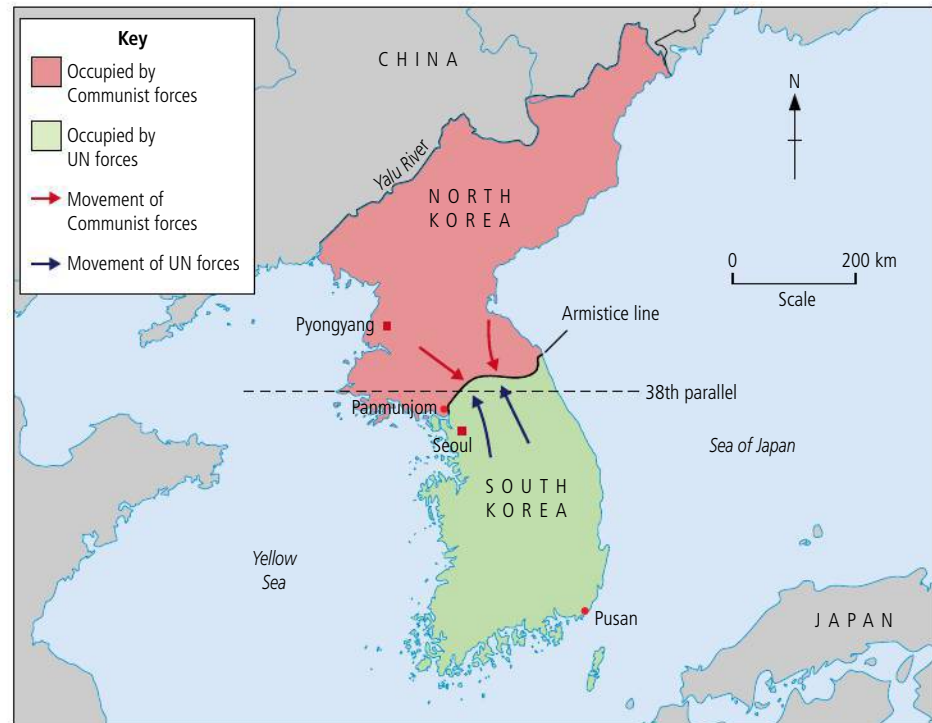 Key
Occupied by
Communist forces
Occupied by
UN forces
Movement of
Communist forces
Movement of UN forces
CHINA
Yalu River
NORTH
KOREA
N
0 200 km
Scale
Pyongyang
Armistice line
38th parallel
Panmunjom
Seoul
Sea of Japan
SOUTH
KOREA
Yellow
Sea
Pusan
JAPAN